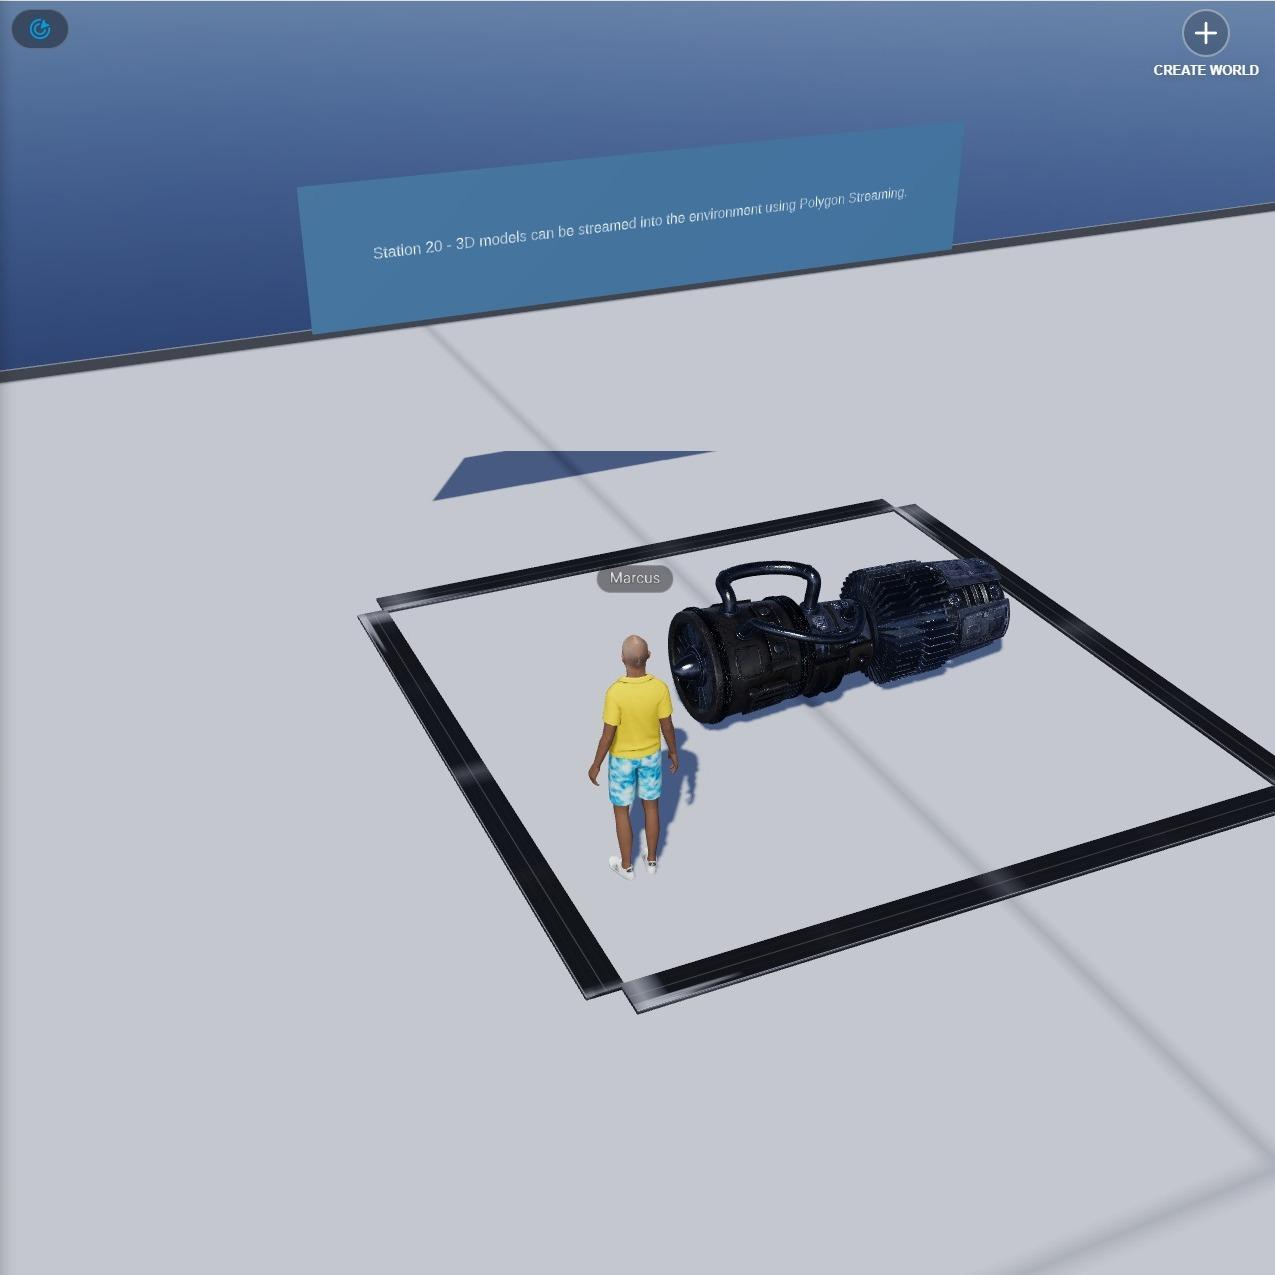 CREATE WORLD
Station 20 - 3D models can be streamed into the environment using Polygon Streaming.
Marcus